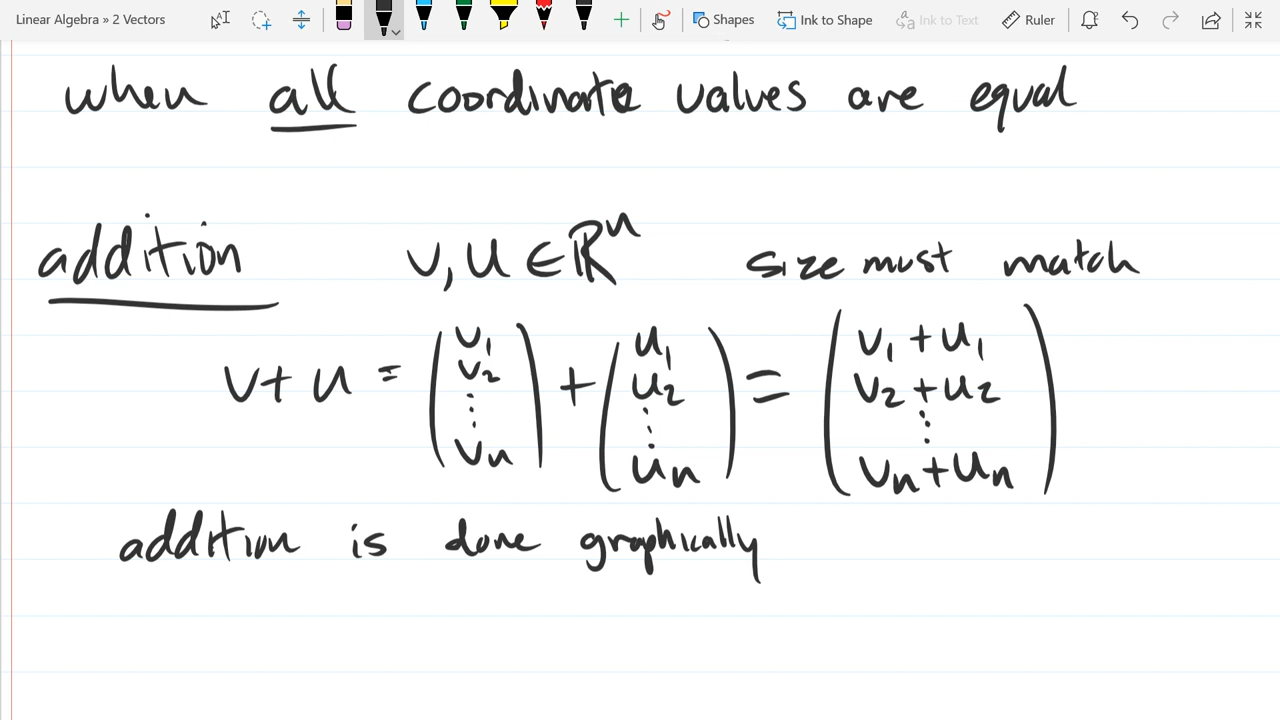 Linear Algebra » 2 Vectors Shapes Ink to Shape Ink to Text Ruler
when all coordinate values are equal
addition v, u ∈ ℝⁿ size must match
v + u = (v₁ v₂ ⋮ vₙ) + (u₁ u₂ ⋮ uₙ) = (v₁ + u₁ v₂ + u₂ ⋮ vₙ + uₙ)
addition is done graphically